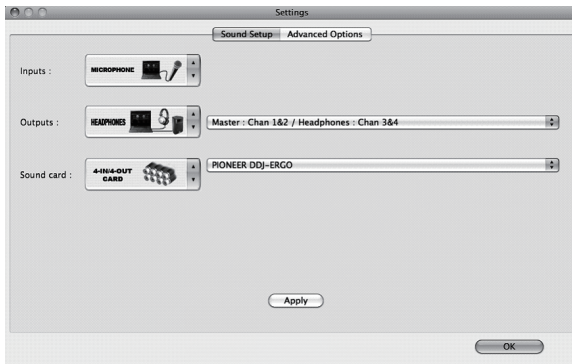 Settings
Sound Setup Advanced Options
Inputs :
MICROPHONE
Outputs :
HEADPHONES
Master : Chan 1&2 / Headphones : Chan 3&4
Sound card :
4-IN/4-OUT
CARD
PIONEER DDJ-ERGO
Apply
OK